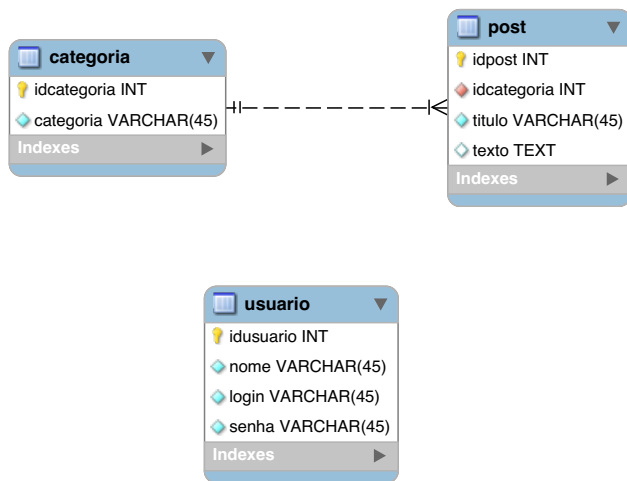 categoria
idcategoria INT
categoria VARCHAR(45)
Indexes
post
idpost INT
idcategoria INT
titulo VARCHAR(45)
texto TEXT
Indexes
usuario
idusuario INT
nome VARCHAR(45)
login VARCHAR(45)
senha VARCHAR(45)
Indexes